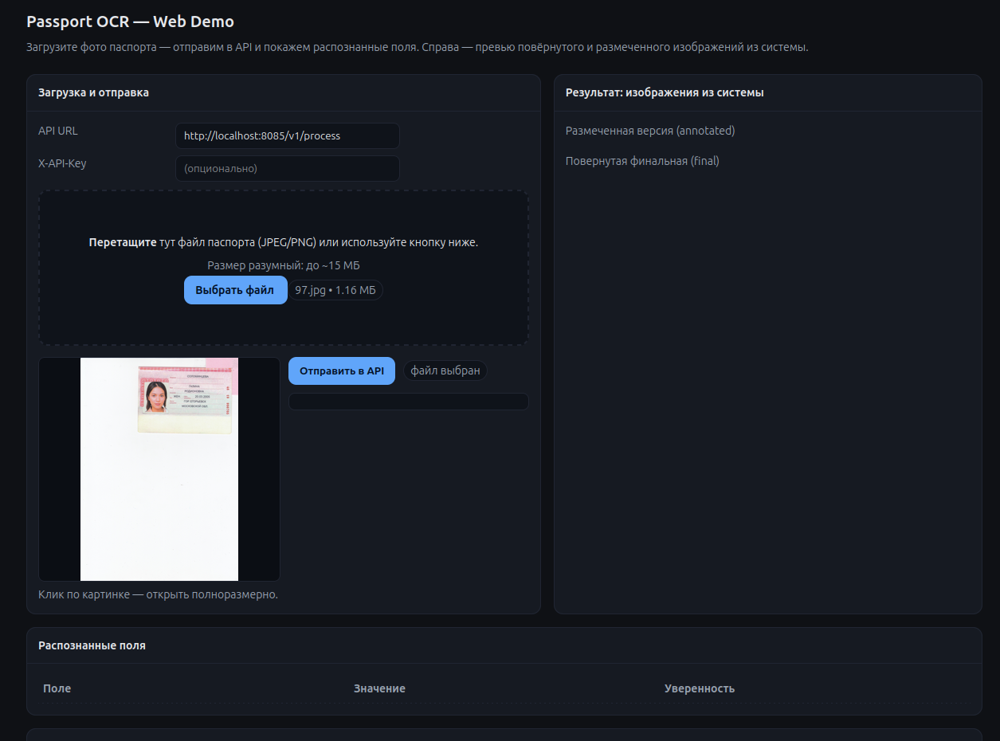 Passport OCR — Web Demo
Загрузите фото паспорта — отправим в API и покажем распознанные поля. Справа — превью повёрнутого и размеченного изображений из системы.
Загрузка и отправка
API URL
http://localhost:8085/v1/process
X-API-Key
(опционально)
Перетащите тут файл паспорта (JPEG/PNG) или используйте кнопку ниже.
Размер разумный: до ~15 МБ
Выбрать файл
97.jpg • 1.16 МБ
Отправить в API
файл выбран
Клик по картинке — открыть полноразмерно.
Результат: изображения из системы
Размеченная версия (annotated)
Повернутая финальная (final)
Распознанные поля
Поле Значение Уверенность